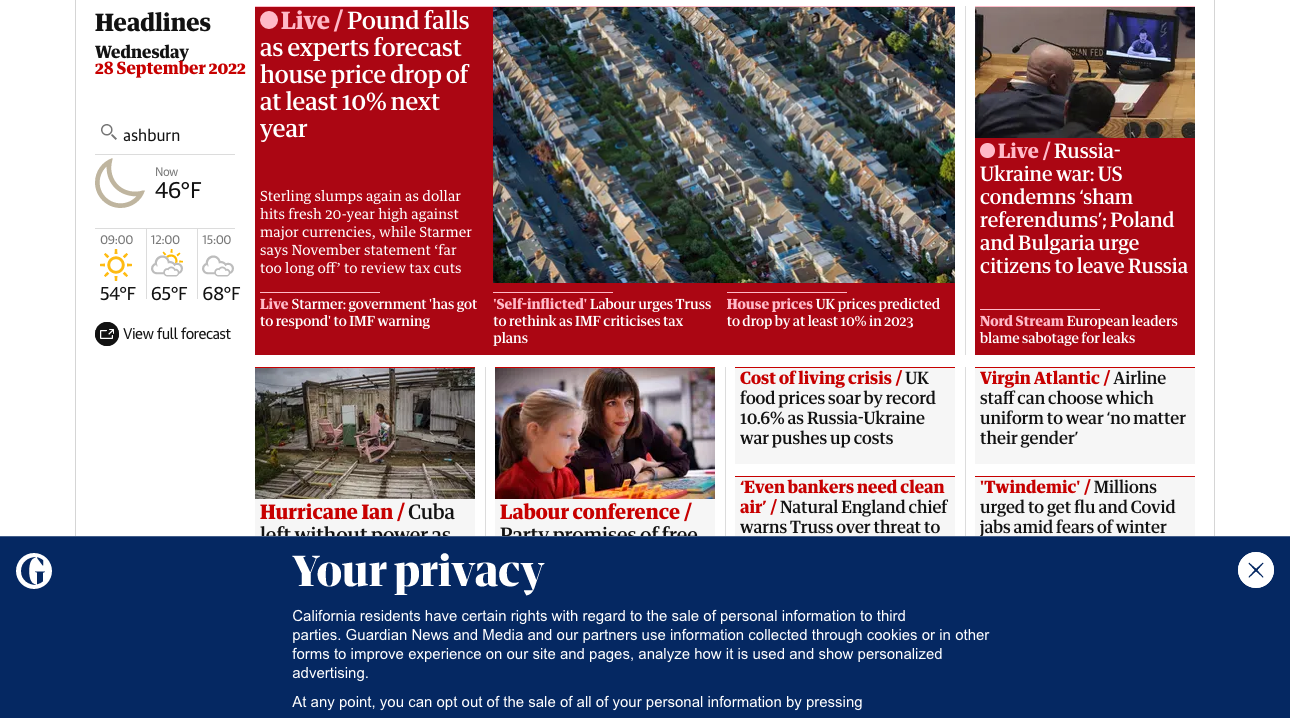 Headlines
Wednesday
28 September 2022
ashburn
Now
46°F
09:00
12:00
15:00
54°F
65°F
68°F
View full forecast
Live / Pound falls
as experts forecast
house price drop of
at least 10% next
year
Sterling slumps again as dollar
hits fresh 20-year high against
major currencies, while Starmer
says November statement ‘far
too long off’ to review tax cuts
Live Starmer: government 'has got
to respond' to IMF warning
'Self-inflicted' Labour urges Truss
to rethink as IMF criticises tax
plans
House prices UK prices predicted
to drop by at least 10% in 2023
SIAN FED
Live / Russia-
Ukraine war: US
condemns ‘sham
referendums’; Poland
and Bulgaria urge
citizens to leave Russia
Nord Stream European leaders
blame sabotage for leaks
Hurricane Ian / Cuba
left without power as
Labour conference /
Party promises of free
Cost of living crisis / UK
food prices soar by record
10.6% as Russia-Ukraine
war pushes up costs
‘Even bankers need clean
air’ / Natural England chief
warns Truss over threat to
Virgin Atlantic / Airline
staff can choose which
uniform to wear ‘no matter
their gender’
'Twindemic' / Millions
urged to get flu and Covid
jabs amid fears of winter
Your privacy
California residents have certain rights with regard to the sale of personal information to third
parties. Guardian News and Media and our partners use information collected through cookies or in other
forms to improve experience on our site and pages, analyze how it is used and show personalized
advertising.
At any point, you can opt out of the sale of all of your personal information by pressing